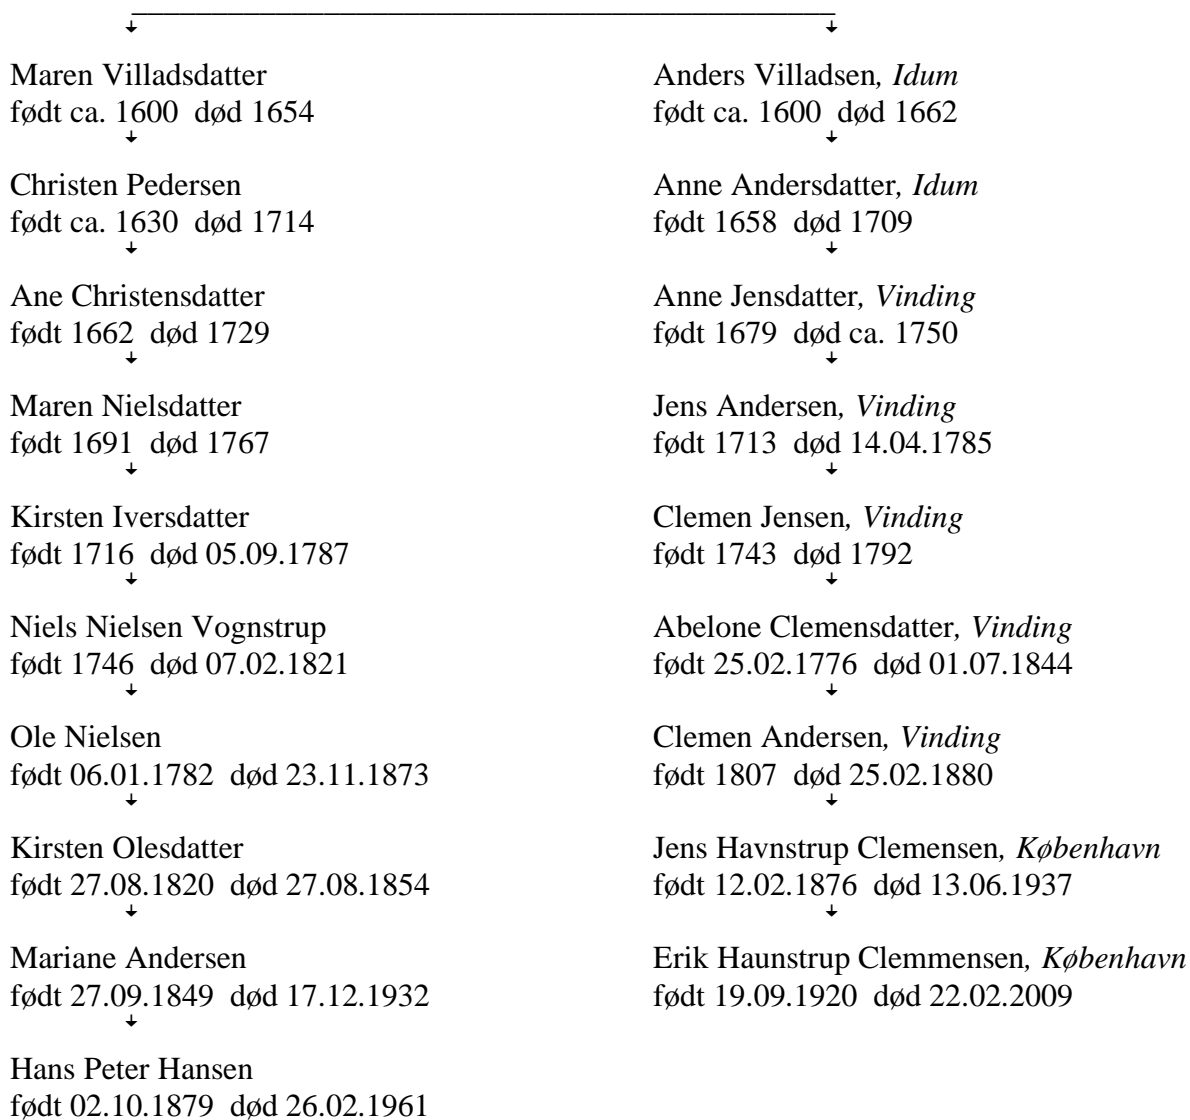 Maren Villadsdatter
født ca. 1600 død 1654
Christen Pedersen
født ca. 1630 død 1714
Ane Christensdatter
født 1662 død 1729
Maren Nielsdatter
født 1691 død 1767
Kirsten Iversdatter
født 1716 død 05.09.1787
Niels Nielsen Vognstrup
født 1746 død 07.02.1821
Ole Nielsen
født 06.01.1782 død 23.11.1873
Kirsten Olesdatter
født 27.08.1820 død 27.08.1854
Mariane Andersen
født 27.09.1849 død 17.12.1932
Hans Peter Hansen
født 02.10.1879 død 26.02.1961
Anders Villadsen, Idum
født ca. 1600 død 1662
Anne Andersdatter, Idum
født 1658 død 1709
Anne Jensdatter, Vinding
født 1679 død ca. 1750
Jens Andersen, Vinding
født 1713 død 14.04.1785
Clemen Jensen, Vinding
født 1743 død 1792
Abelone Clemensdatter, Vinding
født 25.02.1776 død 01.07.1844
Clemen Andersen, Vinding
født 1807 død 25.02.1880
Jens Havnstrup Clemensen, København
født 12.02.1876 død 13.06.1937
Erik Haunstrup Clemmensen, København
født 19.09.1920 død 22.02.2009